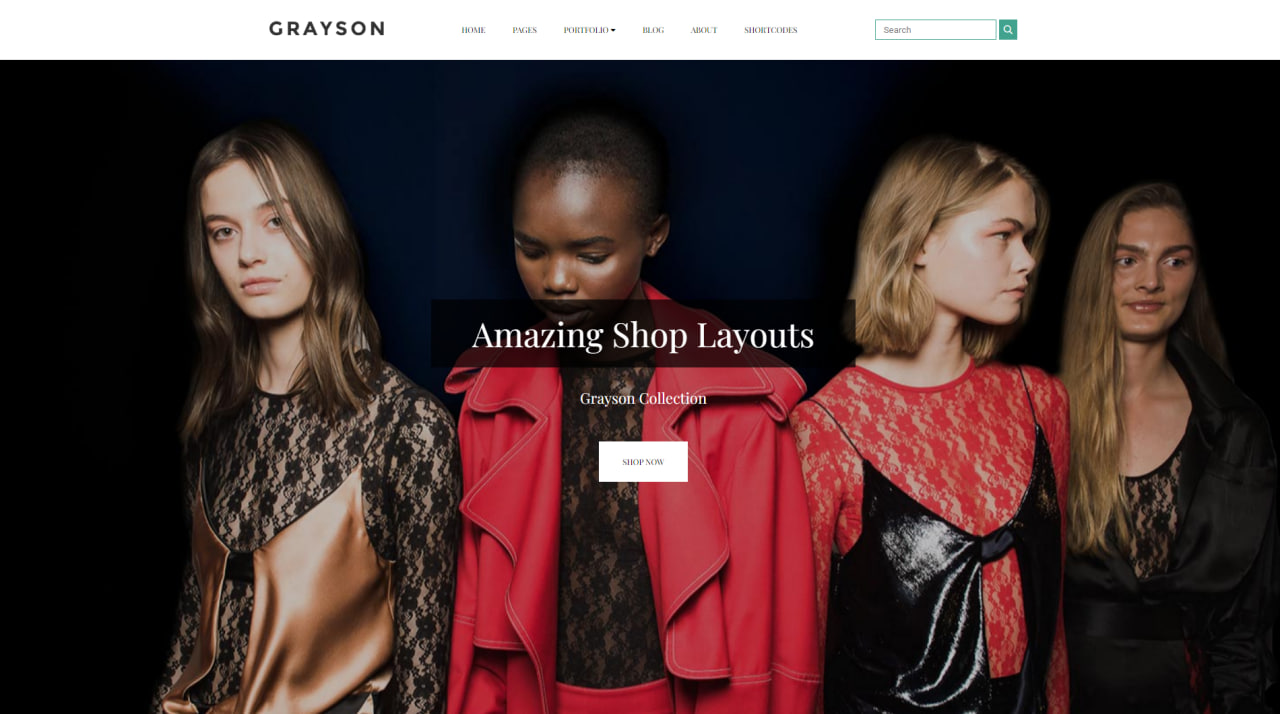 GRAYSON
HOME PAGES PORTFOLIO BLOG ABOUT SHORTCODES
Search
Amazing Shop Layouts
Grayson Collection
SHOP NOW